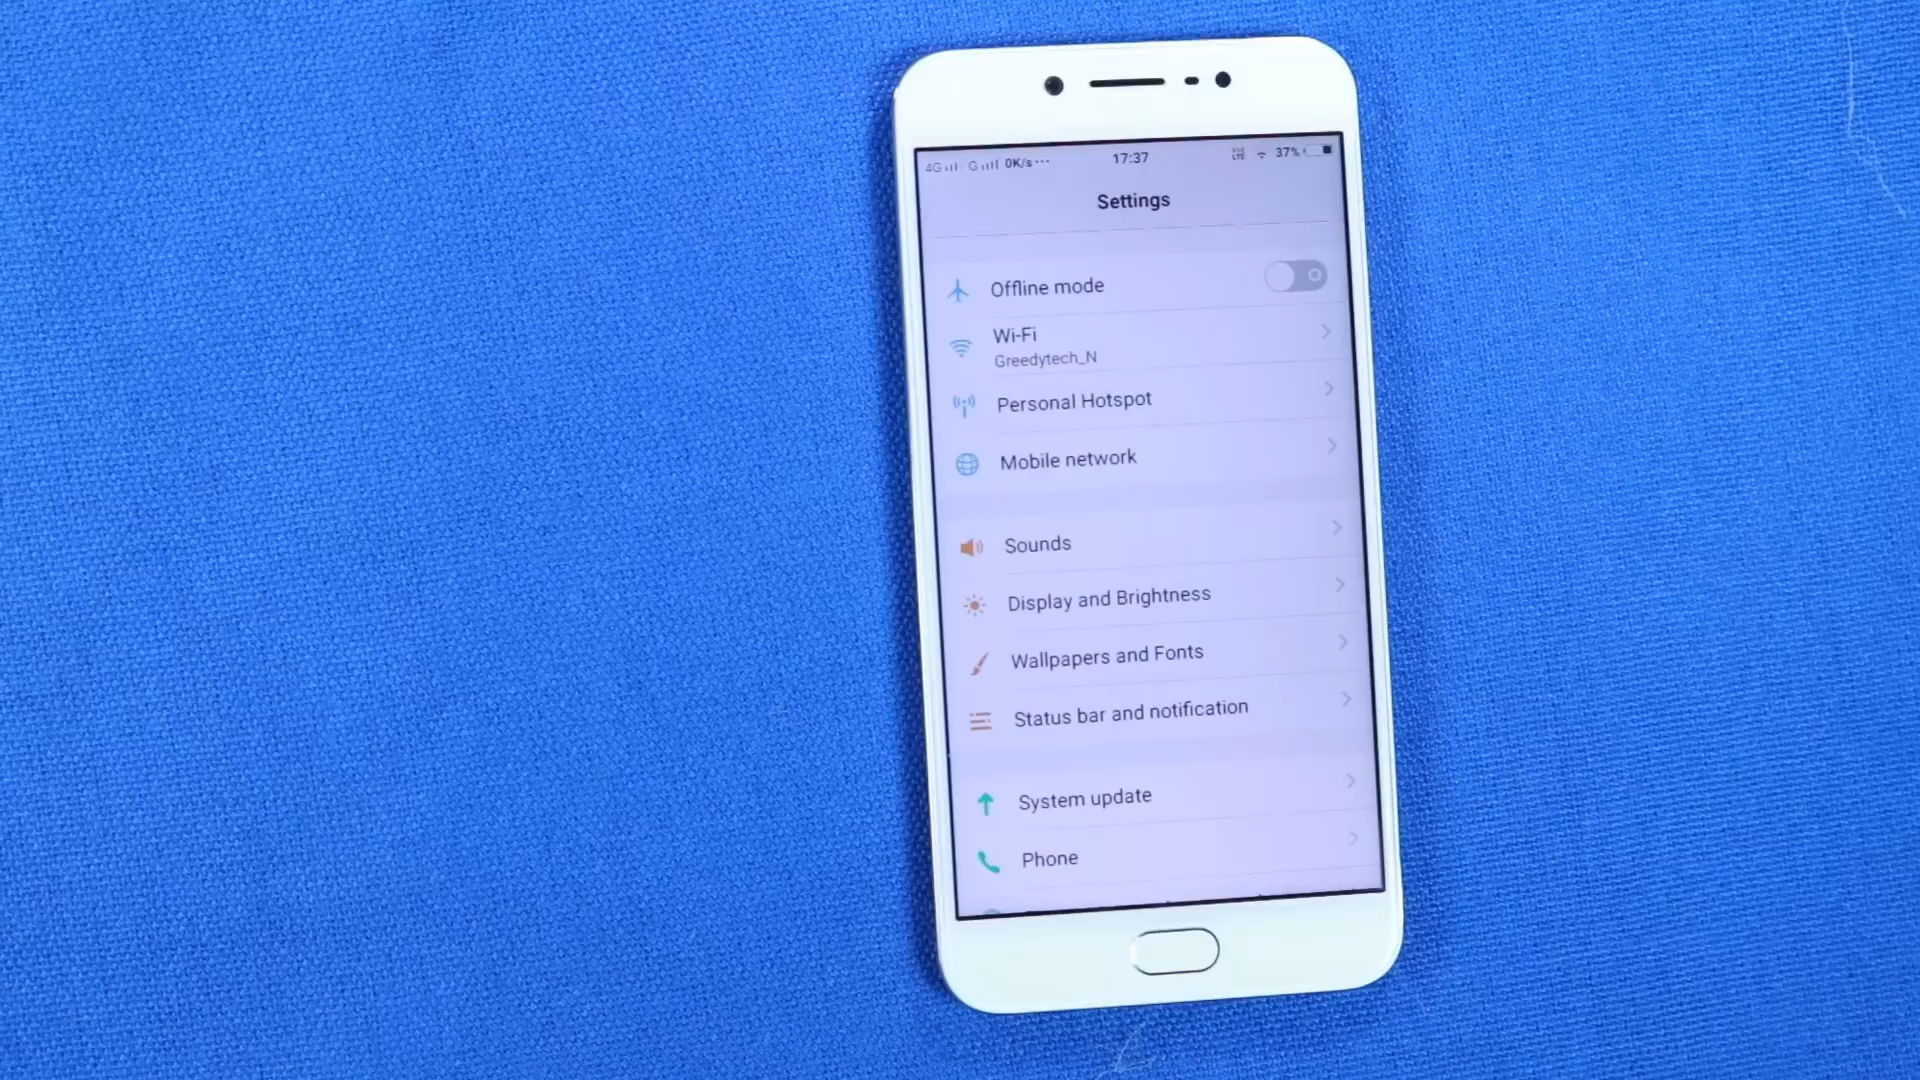 4G G 0K/s ··· 17:37 VoLTE 37%
Settings
Offline mode
Wi-Fi
Greedytech_N
Personal Hotspot
Mobile network
Sounds
Display and Brightness
Wallpapers and Fonts
Status bar and notification
System update
Phone